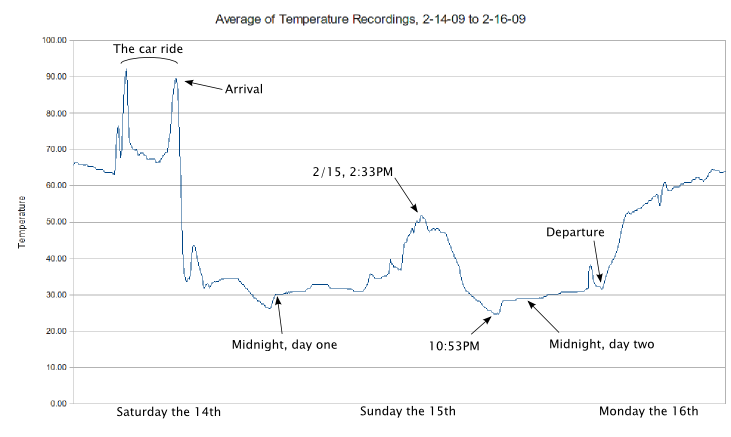 Average of Temperature Recordings, 2-14-09 to 2-16-09
100.00
The car ride
90.00
Arrival
80.00
70.00
2/15, 2:33PM
60.00
50.00
Temperature
Departure
40.00
30.00
20.00
Midnight, day one
10:53PM
Midnight, day two
10.00
0.00
Saturday the 14th
Sunday the 15th
Monday the 16th